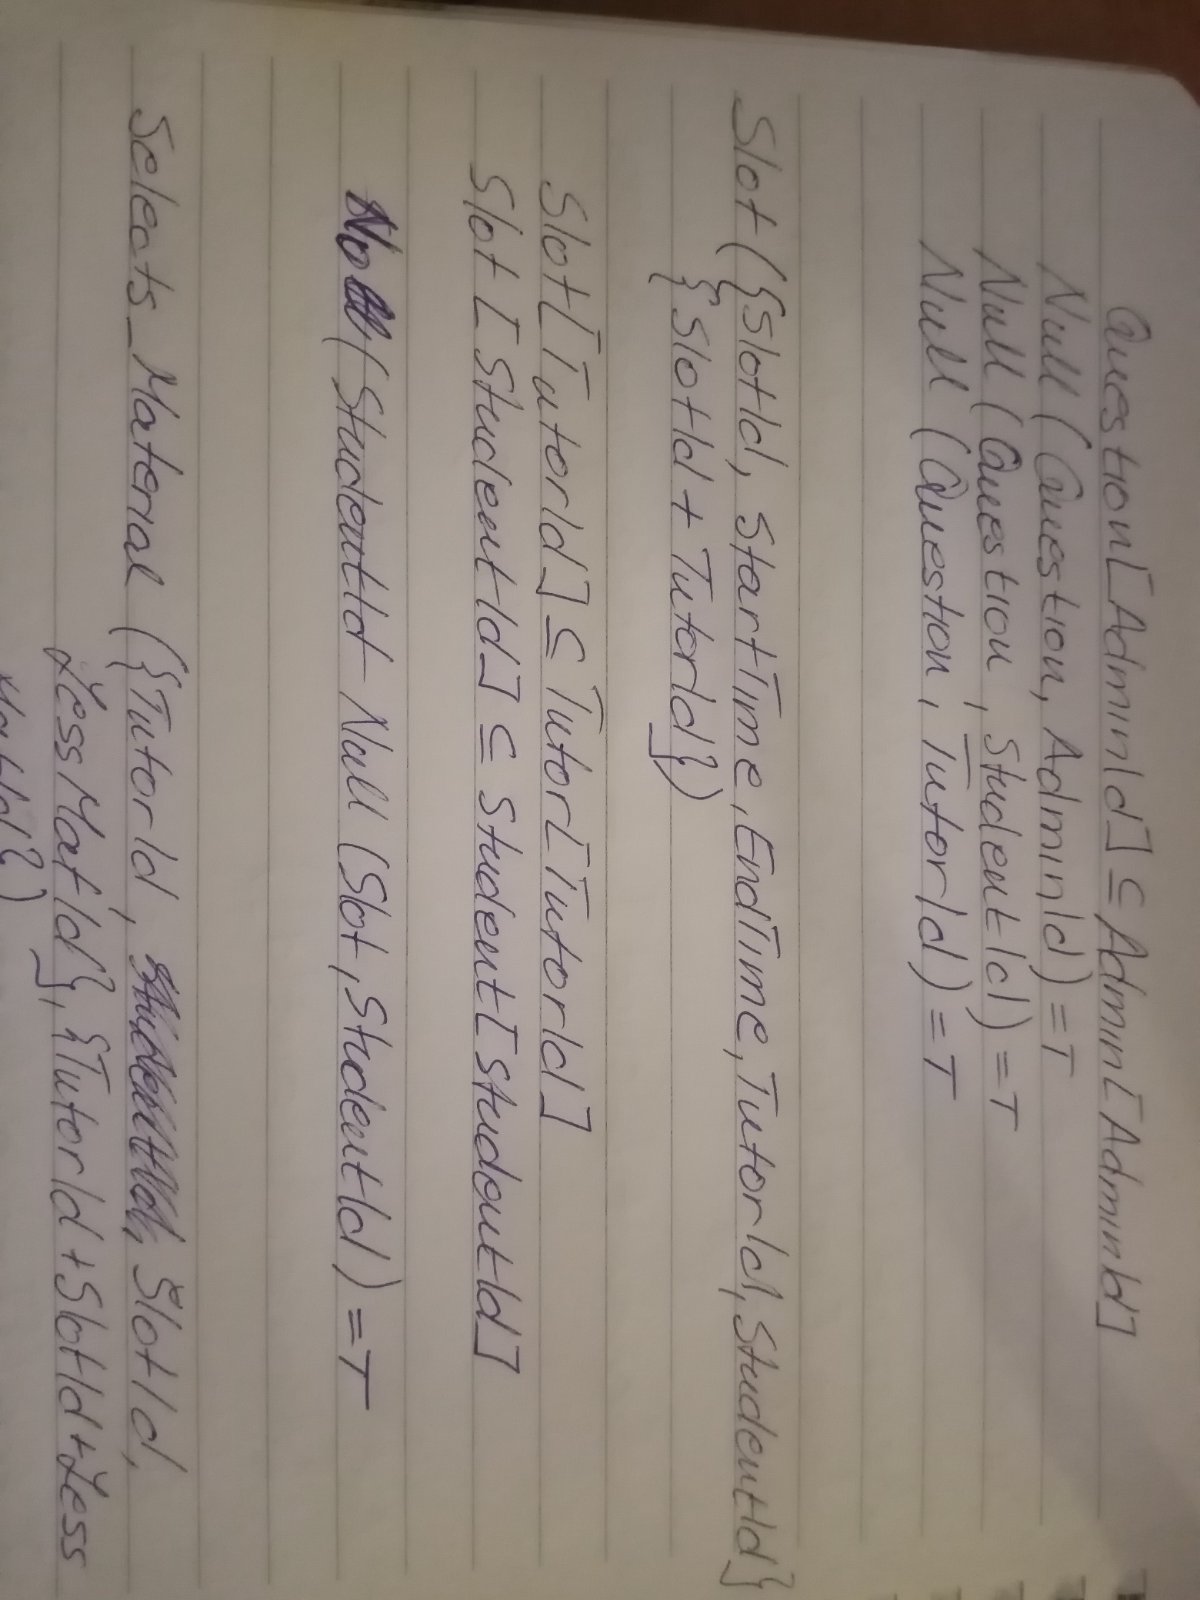 Question[AdminId] ⊆ Admin[AdminId]
Null (Question, AdminId) = T
Null (Question, StudentId) = T
Null (Question, TutorId) = T
Slot ({SlotId, StartTime, EndTime, TutorId, StudentId}
{SlotId + TutorId})
Slot[TutorId] ⊆ Tutor[TutorId]
Slot [StudentId] ⊆ Student[StudentId]
(StudentId Null (Slot, StudentId) = T
Selects_Material ({TutorId, StudentId, SlotId,
LessMatId}, {TutorId + SlotId + Less
MatId})